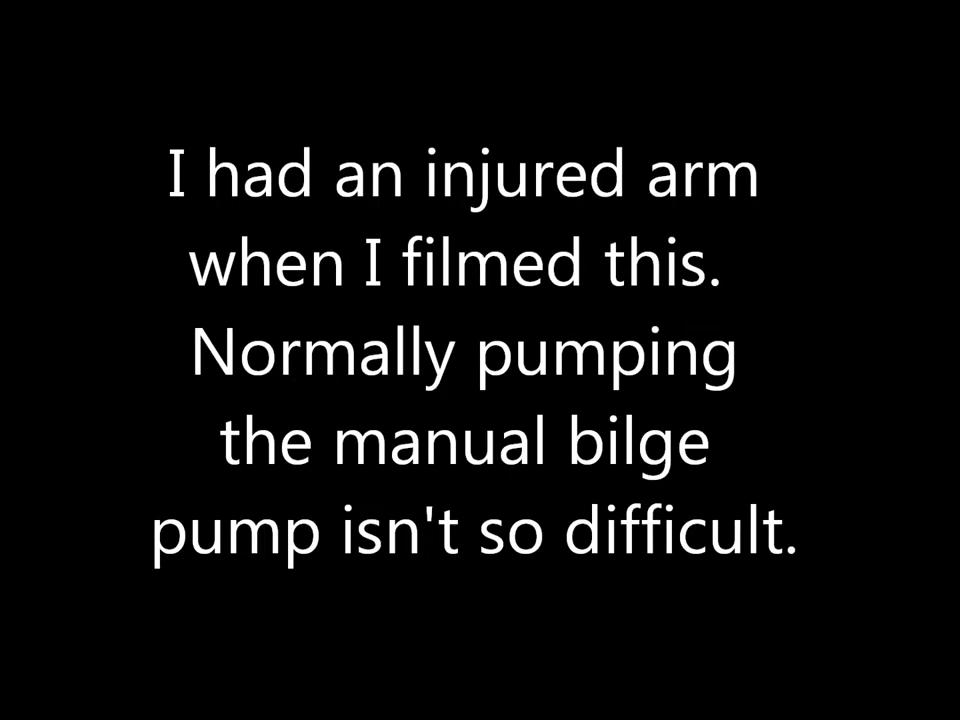 I had an injured arm
when I filmed this.
Normally pumping
the manual bilge
pump isn't so difficult.